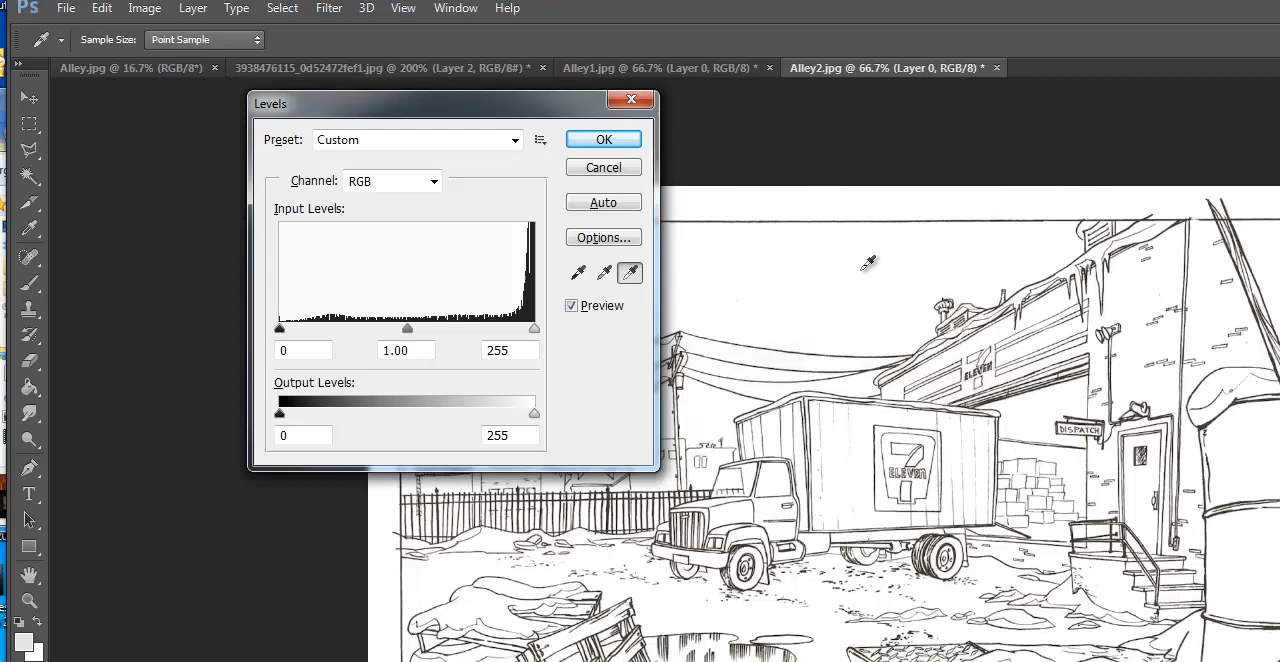 Ps File Edit Image Layer Type Select Filter 3D View Window Help
Sample Size: Point Sample
Alley.jpg @ 16.7% (RGB/8*) × 3938476115_0d52472fef1.jpg @ 200% (Layer 2, RGB/8#) * × Alley1.jpg @ 66.7% (Layer 0, RGB/8) * × Alley2.jpg @ 66.7% (Layer 0, RGB/8) * ×
Levels
Preset: Custom
OK
Cancel
Channel: RGB
Auto
Input Levels:
Options...
Preview
0 1.00 255
Output Levels:
0 255
7
ELEVEN
DISPATCH
7
ELEVEN